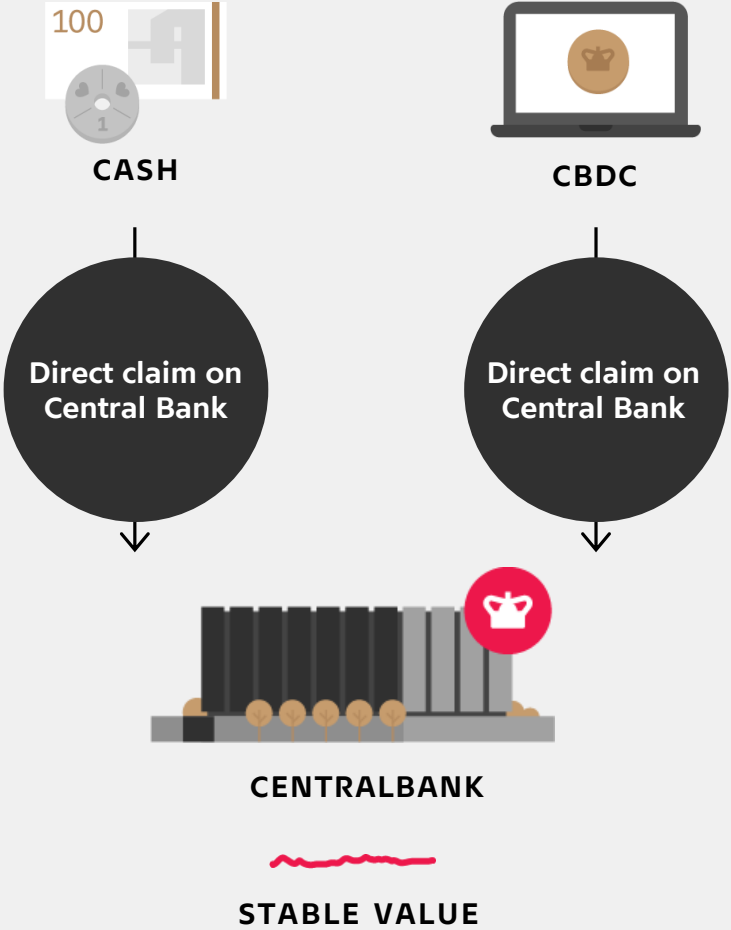 100
1
CASH
CBDC
Direct claim on
Central Bank
Direct claim on
Central Bank
CENTRALBANK
STABLE VALUE